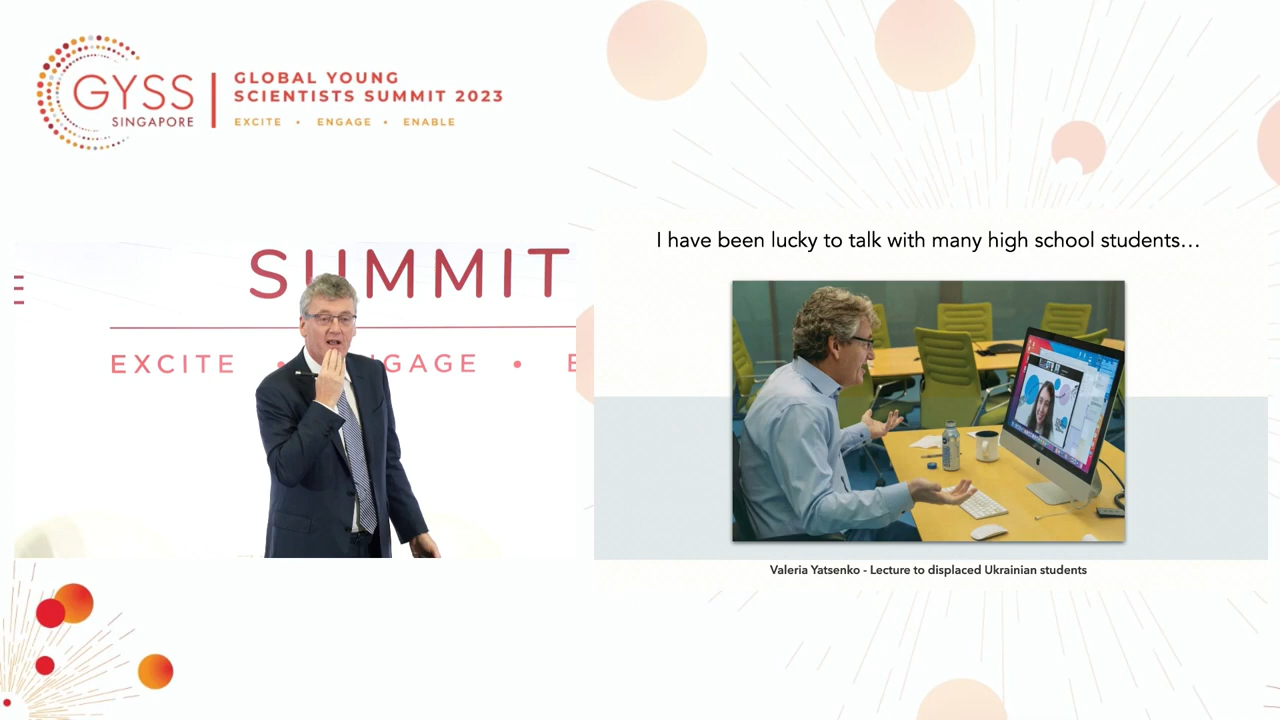 GYSS
SINGAPORE
GLOBAL YOUNG
SCIENTISTS SUMMIT 2023
EXCITE • ENGAGE • ENABLE
SUMMIT
EXCITE • GAGE • E
I have been lucky to talk with many high school students…
Valeria Yatsenko - Lecture to displaced Ukrainian students